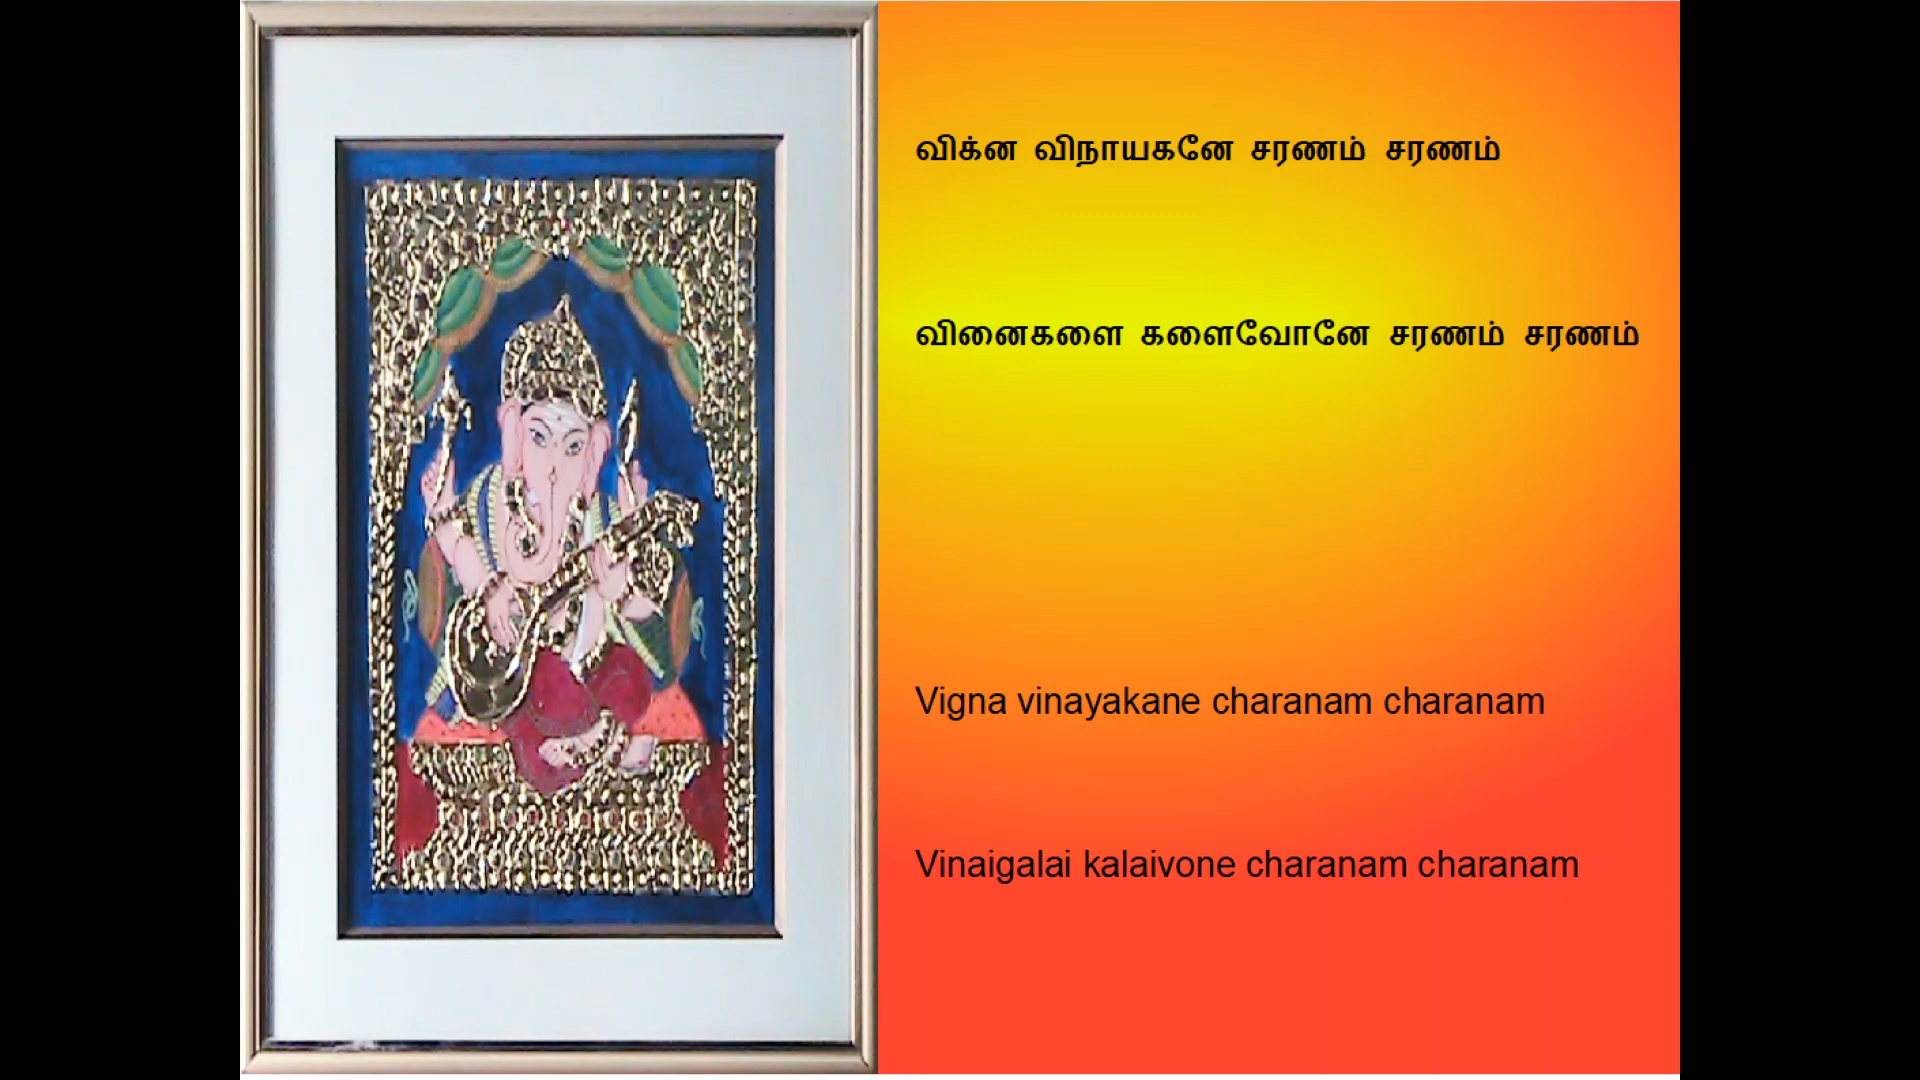 விக்ன விநாயகனே சரணம் சரணம்
வினைகளை களைவோனே சரணம் சரணம்
Vigna vinayakane charanam charanam
Vinaigalai kalaivone charanam charanam